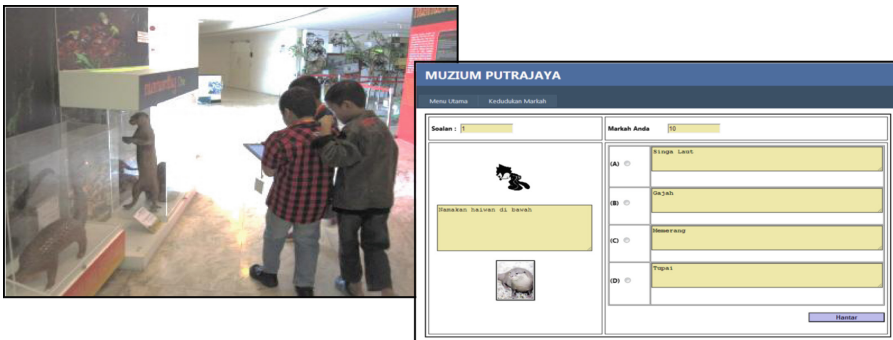 MUZIUM PUTRAJAYA
Menu Utama Kedudukan Markah
Soalan : 1
Markah Anda 10
Namakan haiwan di bawah
(A) Singa Laut
(B) Gajah
(C) Memerang
(D) Tapsi
Hantar